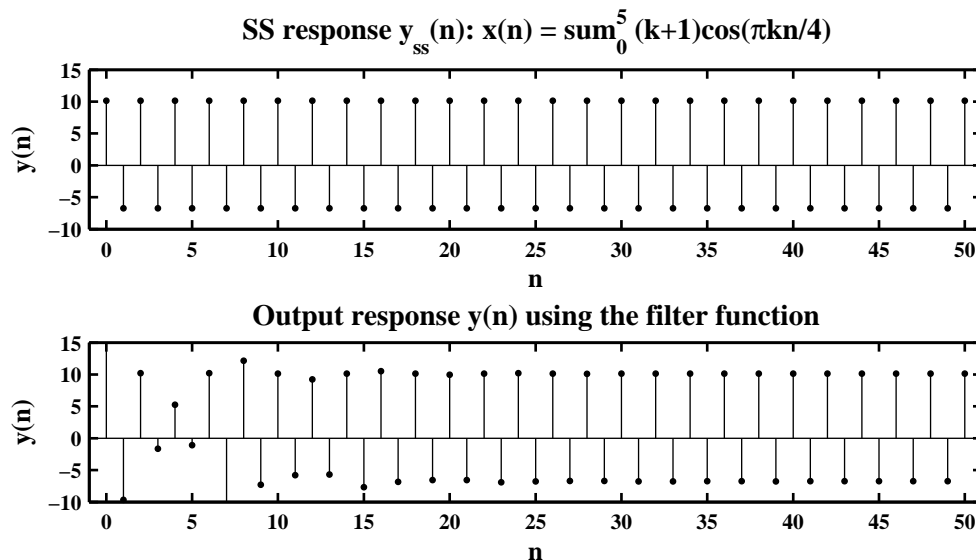 SS response y_ss(n): x(n) = sum_0^5 (k+1)cos(πkn/4)
15
10
5
0
−5
−10
y(n)
0 5 10 15 20 25 30 35 40 45 50
n
Output response y(n) using the filter function
15
10
5
0
−5
−10
y(n)
0 5 10 15 20 25 30 35 40 45 50
n